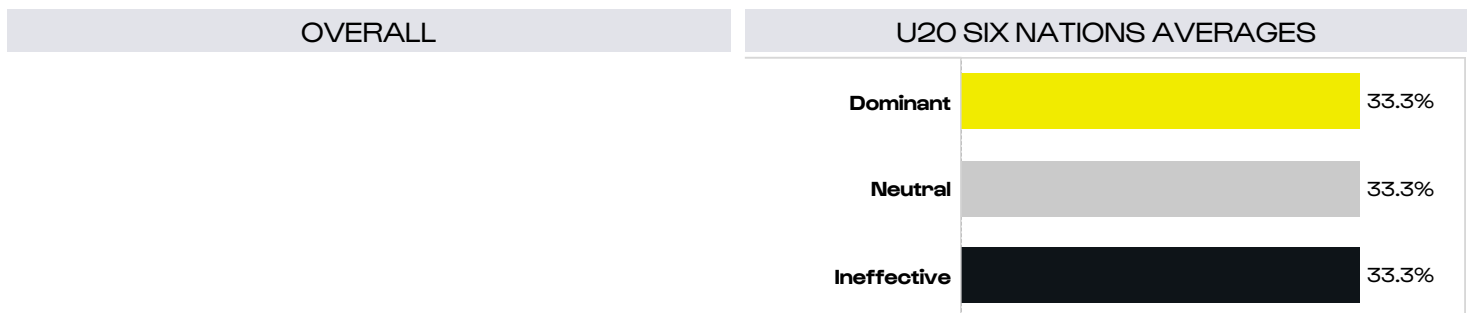 OVERALL
U20 SIX NATIONS AVERAGES
Dominant 33.3%
Neutral 33.3%
Ineffective 33.3%